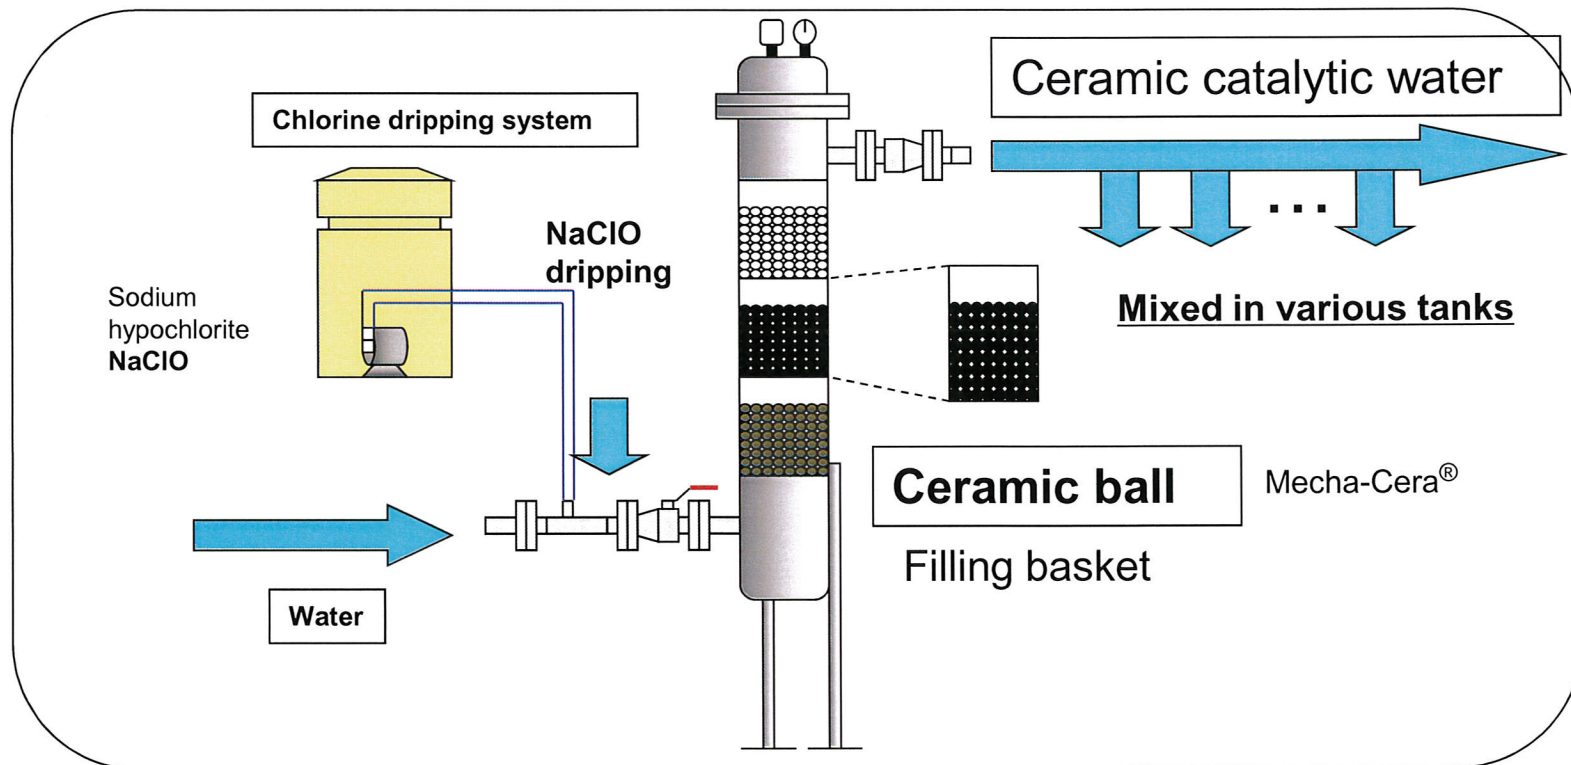 Ceramic catalytic water
Chlorine dripping system
NaClO
dripping
Sodium
hypochlorite
NaClO
...
Mixed in various tanks
Ceramic ball
Mecha-Cera®
Filling basket
Water